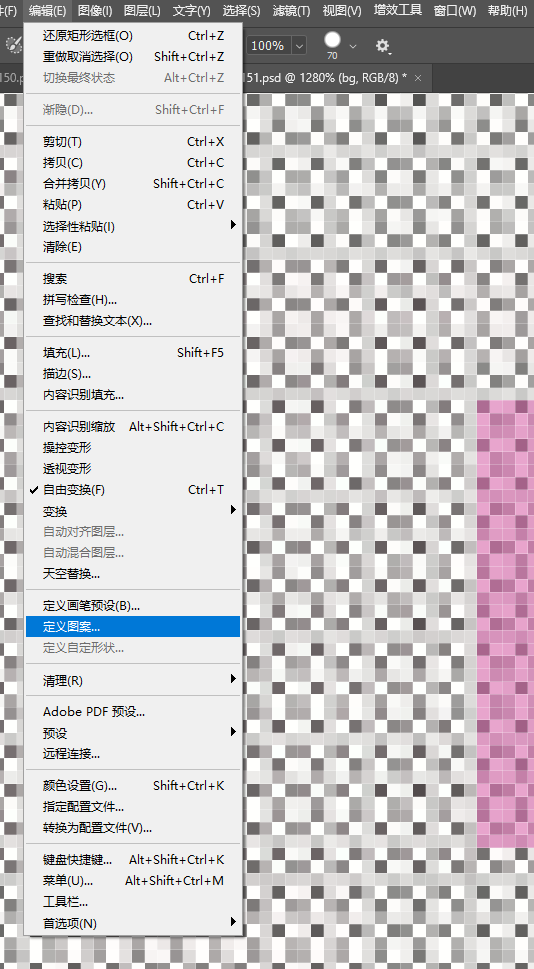 件(F) 编辑(E) 图像(I) 图层(L) 文字(Y) 选择(S) 滤镜(T) 视图(V) 增效工具 窗口(W) 帮助(H)
100%
70
150.p
151.psd @ 1280% (bg, RGB/8) *
还原矩形选框(O) Ctrl+Z
重做取消选择(O) Shift+Ctrl+Z
切换最终状态 Alt+Ctrl+Z
渐隐(D)... Shift+Ctrl+F
剪切(T) Ctrl+X
拷贝(C) Ctrl+C
合并拷贝(Y) Shift+Ctrl+C
粘贴(P) Ctrl+V
选择性粘贴(I)
清除(E)
搜索 Ctrl+F
拼写检查(H)...
查找和替换文本(X)...
填充(L)... Shift+F5
描边(S)...
内容识别填充...
内容识别缩放 Alt+Shift+Ctrl+C
操控变形
透视变形
自由变换(F) Ctrl+T
变换
自动对齐图层...
自动混合图层...
天空替换...
定义画笔预设(B)...
定义图案...
定义自定形状...
清理(R)
Adobe PDF 预设...
预设
远程连接...
颜色设置(G)... Shift+Ctrl+K
指定配置文件...
转换为配置文件(V)...
键盘快捷键... Alt+Shift+Ctrl+K
菜单(U)... Alt+Shift+Ctrl+M
工具栏...
首选项(N)